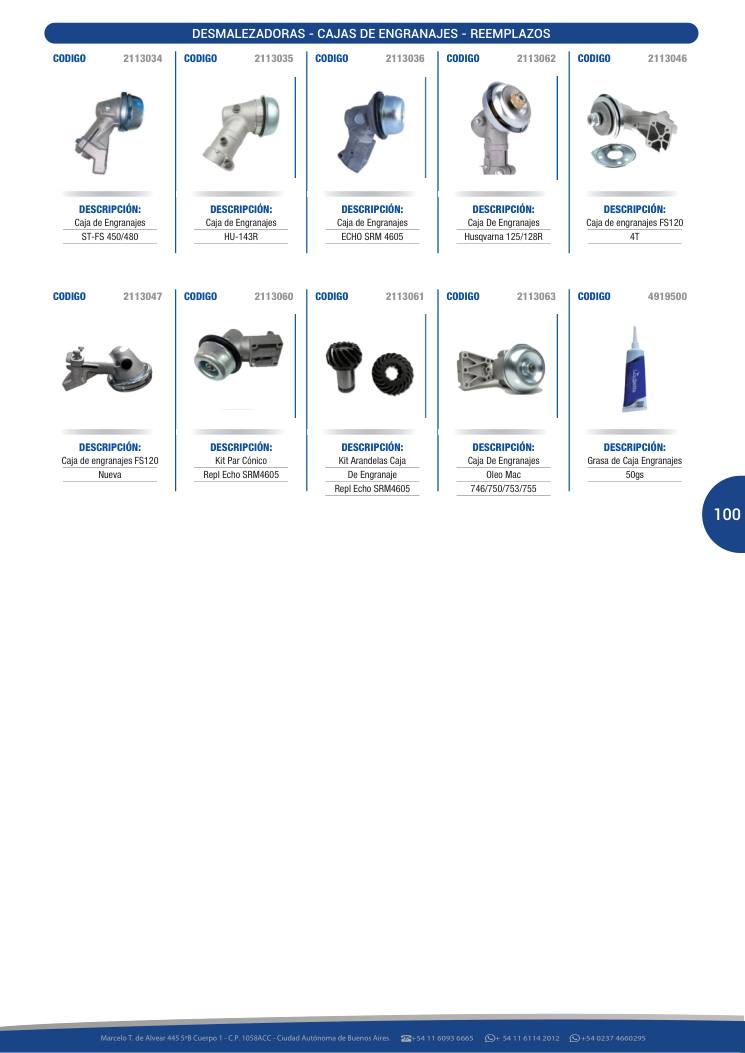 DESMALEZADORAS - CAJAS DE ENGRANAJES - REEMPLAZOS
CODIGO 2113034
DESCRIPCIÓN:
Caja de Engranajes
ST-FS 450/480
CODIGO 2113035
DESCRIPCIÓN:
Caja de Engranajes
HU-143R
CODIGO 2113036
DESCRIPCIÓN:
Caja de Engranajes
ECHO SRM 4605
CODIGO 2113062
DESCRIPCIÓN:
Caja De Engranajes
Husqvarna 125/128R
CODIGO 2113046
DESCRIPCIÓN:
Caja de engranajes FS120
4T
CODIGO 2113047
DESCRIPCIÓN:
Caja de engranajes FS120
Nueva
CODIGO 2113060
DESCRIPCIÓN:
Kit Par Cónico
Repl Echo SRM4605
CODIGO 2113061
DESCRIPCIÓN:
Kit Arandelas Caja
De Engranaje
Repl Echo SRM4605
CODIGO 2113063
DESCRIPCIÓN:
Caja De Engranajes
Oleo Mac
746/750/753/755
CODIGO 4919500
DESCRIPCIÓN:
Grasa de Caja Engranajes
50gs
100
Marcelo T. de Alvear 445 5ºB Cuerpo 1 - C.P. 1058ACC - Ciudad Autónoma de Buenos Aires. +54 11 6093 6665 + 54 11 6114 2012 +54 0237 4660295